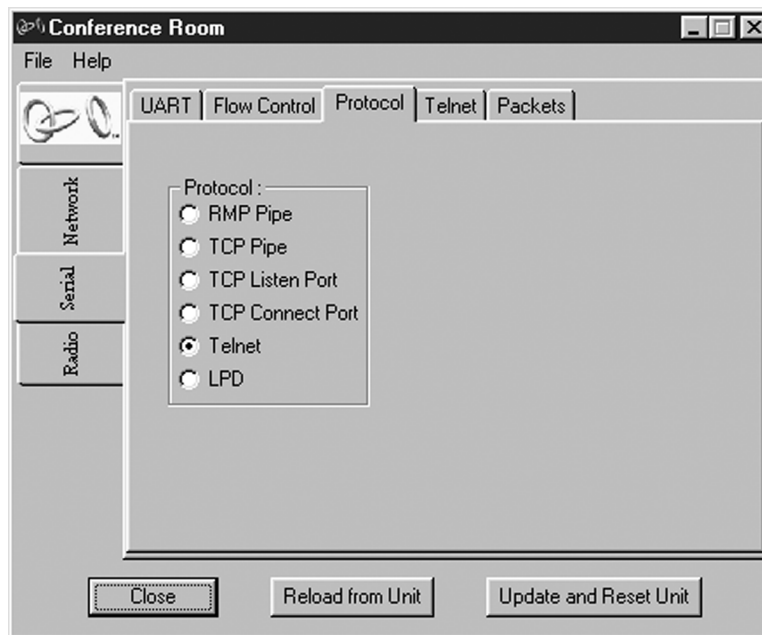 Conference Room
File Help
UART Flow Control Protocol Telnet Packets
Network
Serial
Radio
Protocol :
RMP Pipe
TCP Pipe
TCP Listen Port
TCP Connect Port
Telnet
LPD
Close Reload from Unit Update and Reset Unit